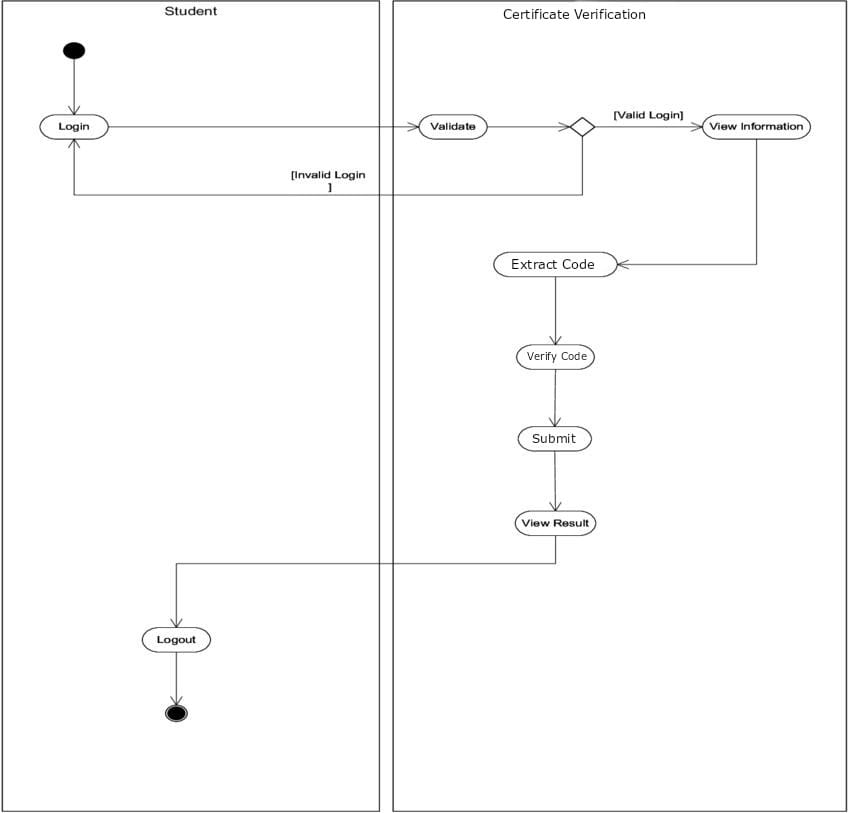 Student
Certificate Verification
Login
Validate
[Valid Login]
View Information
[Invalid Login
]
Extract Code
Verify Code
Submit
View Result
Logout